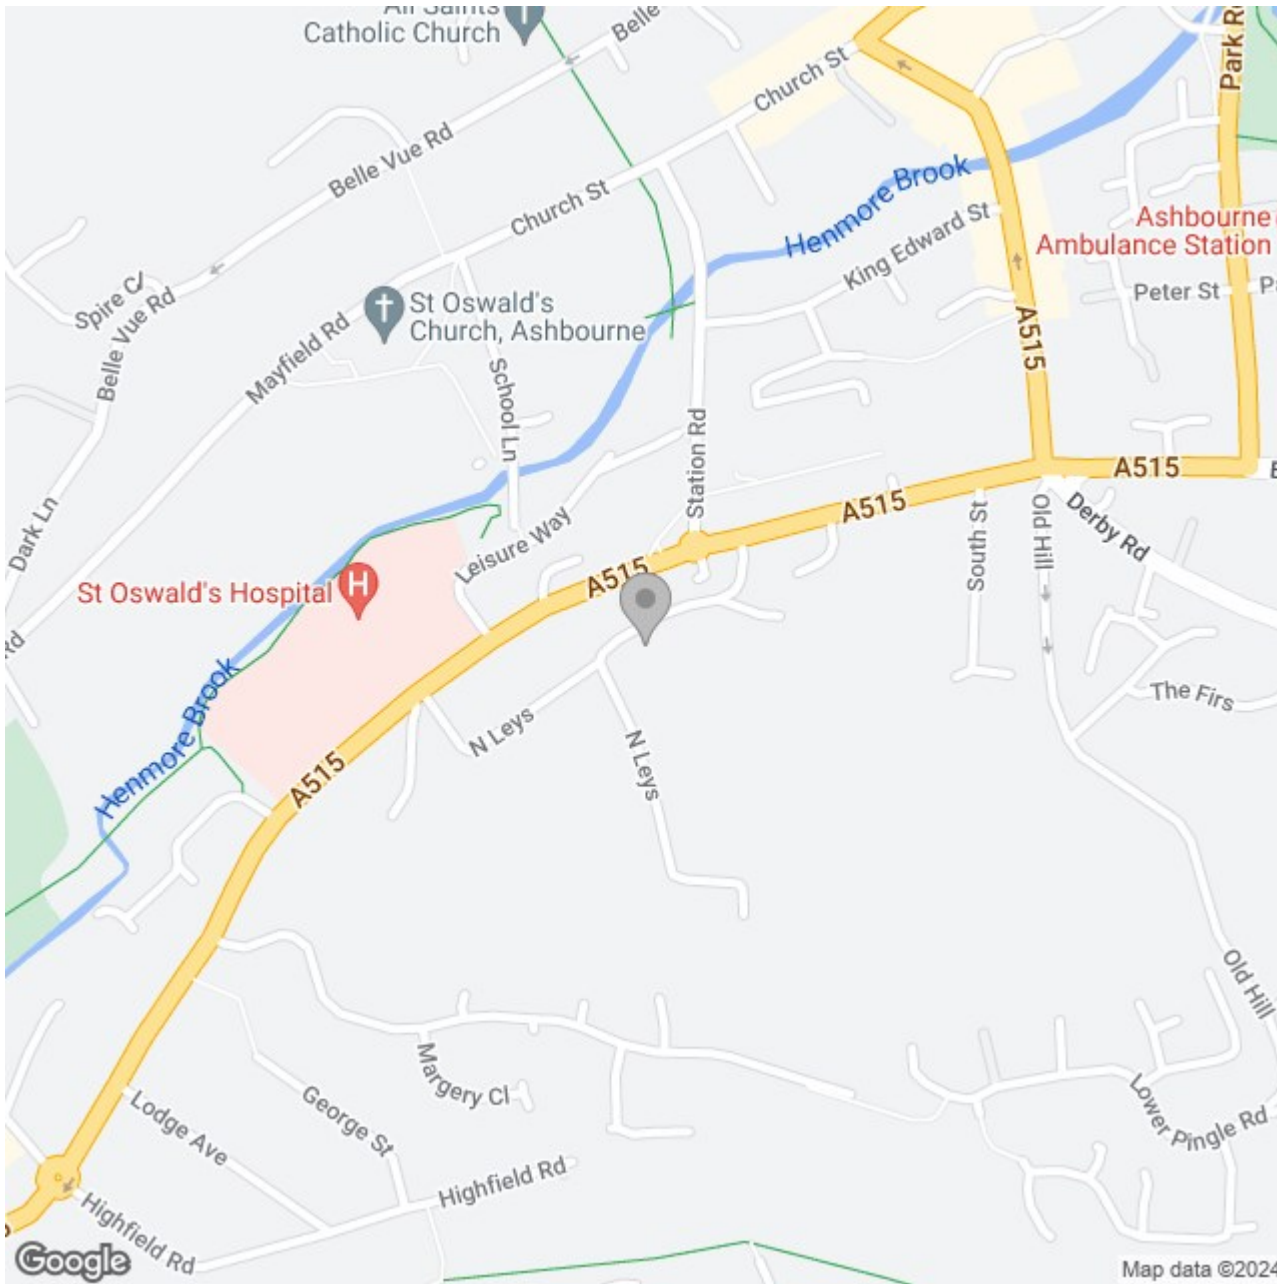 All Saints
Catholic Church
Belle
Church St
Park Rd
Belle Vue Rd
Church St
Henmore Brook
Ashbourne
Ambulance Station
King Edward St
Spire Cl
Belle Vue Rd
St Oswald's
Church, Ashbourne
Peter St
Pa
Mayfield Rd
A515
School Ln
Station Rd
A515
E
Dark Ln
A515
Old Hill
Derby Rd
South St
Leisure Way
A515
St Oswald's Hospital
H
Rd
The Firs
Henmore Brook
N Leys
N Leys
A515
Old Hill
Margery Cl
George St
Lodge Ave
Lower Pingle Rd
Highfield Rd
Highfield Rd
Google
Map data ©2024